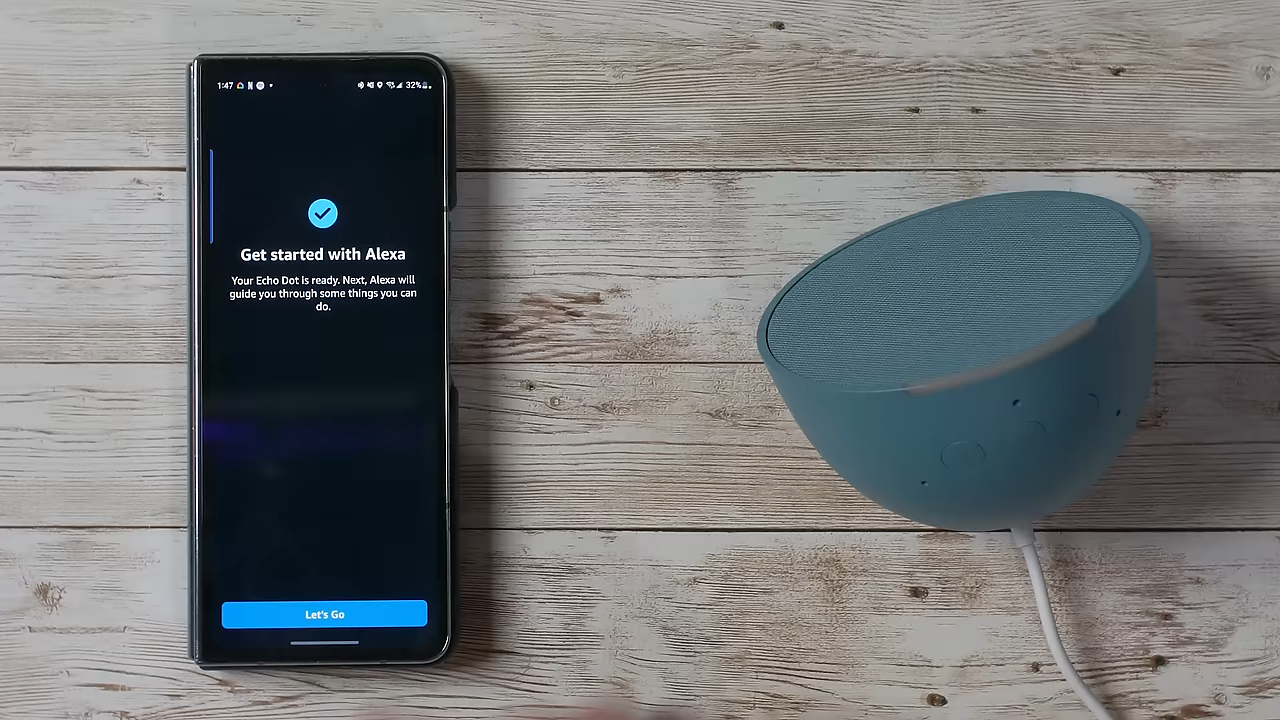 1:47 N 32%
Get started with Alexa
Your Echo Dot is ready. Next, Alexa will
guide you through some things you can
do.
Let's Go